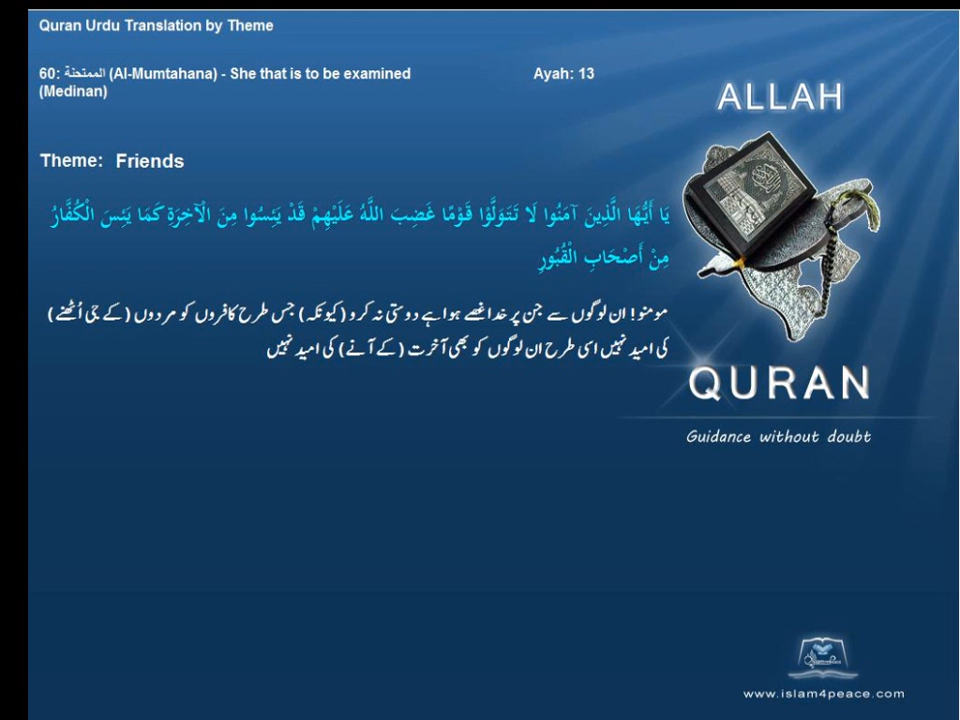 Quran Urdu Translation by Theme
60: الممتحنة (Al-Mumtahana) - She that is to be examined
(Medinan)
Ayah: 13
ALLAH
Theme: Friends
يَا أَيُّهَا الَّذِينَ آمَنُوا لَا تَتَوَلَّوْا قَوْمًا غَضِبَ اللَّهُ عَلَيْهِمْ قَدْ يَئِسُوا مِنَ الْآخِرَةِ كَمَا يَئِسَ الْكُفَّارُ
مِنْ أَصْحَابِ الْقُبُورِ
مومنو! ان لوگوں سے جن پر خدا غصے ہوا ہے دوستی نہ کرو (کیونکہ) جس طرح کافروں کو مردوں (کے جی اُٹھنے)
کی امید نہیں اسی طرح ان لوگوں کو بھی آخرت (کے آنے) کی امید نہیں
QURAN
Guidance without doubt
www.islam4peace.com